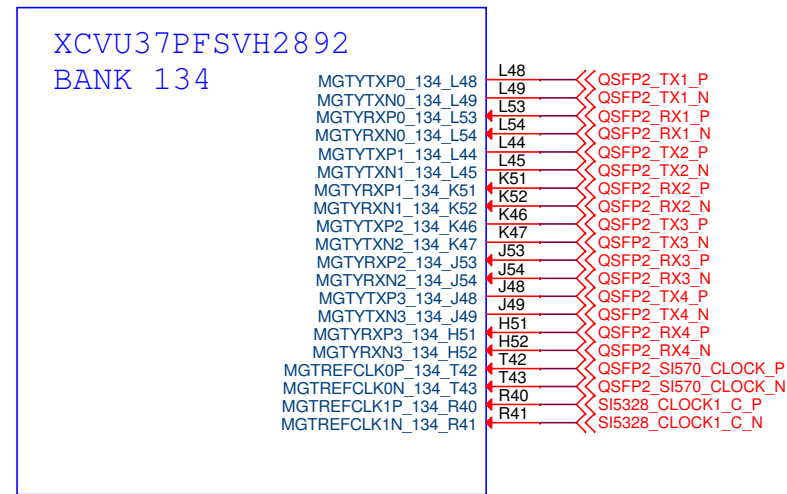 XCVU37PFSVH2892
BANK 134
MGTYTXP0_134_L48 L48 QSFP2_TX1_P
MGTYTXN0_134_L49 L49 QSFP2_TX1_N
MGTYRXP0_134_L53 L53 QSFP2_RX1_P
MGTYRXN0_134_L54 L54 QSFP2_RX1_N
MGTYTXP1_134_L44 L44 QSFP2_TX2_P
MGTYTXN1_134_L45 L45 QSFP2_TX2_N
MGTYRXP1_134_K51 K51 QSFP2_RX2_P
MGTYRXN1_134_K52 K52 QSFP2_RX2_N
MGTYTXP2_134_K46 K46 QSFP2_TX3_P
MGTYTXN2_134_K47 K47 QSFP2_TX3_N
MGTYRXP2_134_J53 J53 QSFP2_RX3_P
MGTYRXN2_134_J54 J54 QSFP2_RX3_N
MGTYTXP3_134_J48 J48 QSFP2_TX4_P
MGTYTXN3_134_J49 J49 QSFP2_TX4_N
MGTYRXP3_134_H51 H51 QSFP2_RX4_P
MGTYRXN3_134_H52 H52 QSFP2_RX4_N
MGTREFCLK0P_134_T42 T42 QSFP2_SI570_CLOCK_P
MGTREFCLK0N_134_T43 T43 QSFP2_SI570_CLOCK_N
MGTREFCLK1P_134_R40 R40 SI5328_CLOCK1_C_P
MGTREFCLK1N_134_R41 R41 SI5328_CLOCK1_C_N